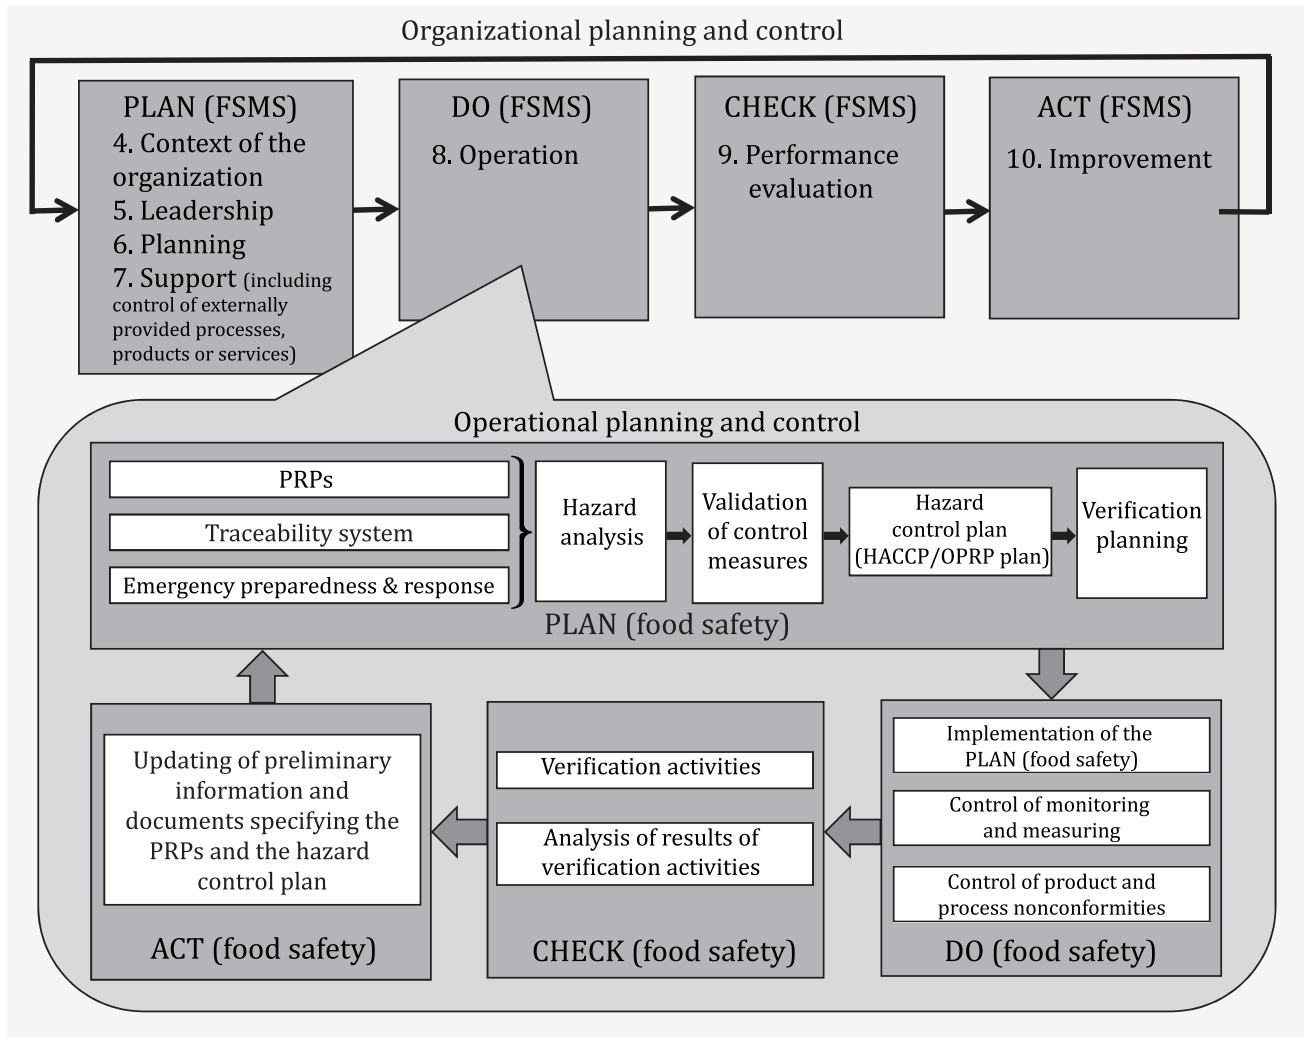 Organizational planning and control
PLAN (FSMS)
4. Context of the
organization
5. Leadership
6. Planning
7. Support (including
control of externally
provided processes,
products or services)
DO (FSMS)
8. Operation
CHECK (FSMS)
9. Performance
evaluation
ACT (FSMS)
10. Improvement
Operational planning and control
PRPs
Traceability system
Emergency preparedness & response
Hazard
analysis
Validation
of control
measures
Hazard
control plan
(HACCP/OPRP plan)
Verification
planning
PLAN (food safety)
Updating of preliminary
information and
documents specifying the
PRPs and the hazard
control plan
ACT (food safety)
Verification activities
Analysis of results of
verification activities
CHECK (food safety)
Implementation of the
PLAN (food safety)
Control of monitoring
and measuring
Control of product and
process nonconformities
DO (food safety)